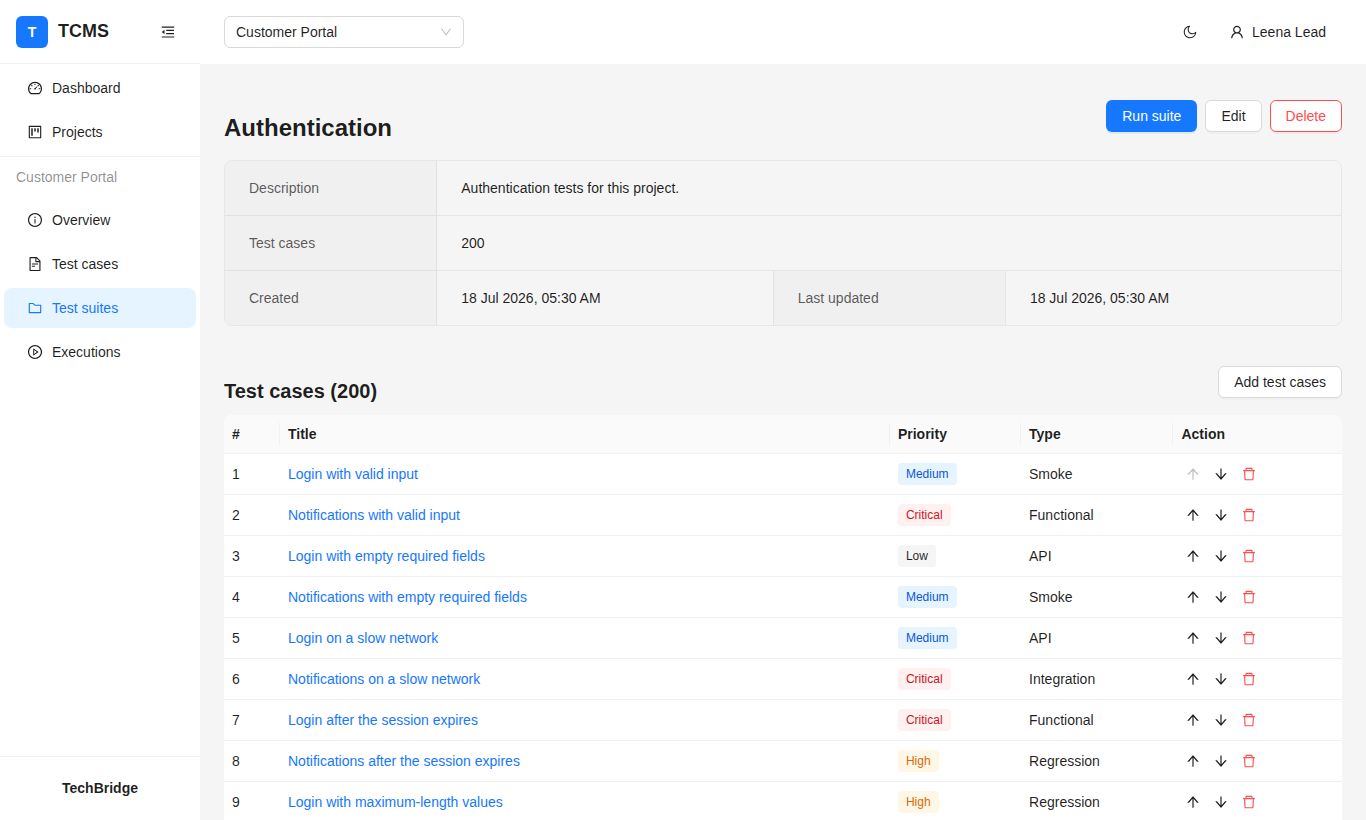 T TCMS
Customer Portal
Leena Lead
Dashboard
Projects
Customer Portal
Overview
Test cases
Test suites
Executions
TechBridge
Authentication
Run suite Edit Delete
Description Authentication tests for this project.
Test cases 200
Created 18 Jul 2026, 05:30 AM Last updated 18 Jul 2026, 05:30 AM
Test cases (200)
Add test cases
# Title Priority Type Action
1 Login with valid input Medium Smoke
2 Notifications with valid input Critical Functional
3 Login with empty required fields Low API
4 Notifications with empty required fields Medium Smoke
5 Login on a slow network Medium API
6 Notifications on a slow network Critical Integration
7 Login after the session expires Critical Functional
8 Notifications after the session expires High Regression
9 Login with maximum-length values High Regression